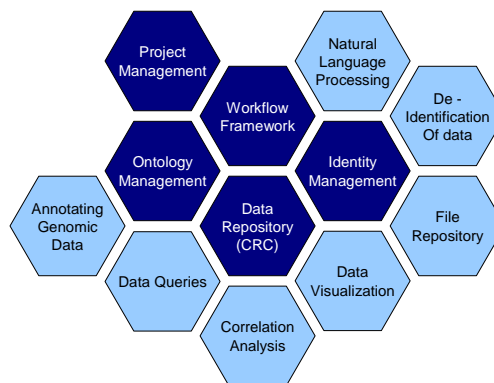 Project
Management
Natural
Language
Processing
Workflow
Framework
De -
Identification
Of data
Ontology
Management
Identity
Management
Annotating
Genomic
Data
Data
Repository
(CRC)
File
Repository
Data Queries
Data
Visualization
Correlation
Analysis